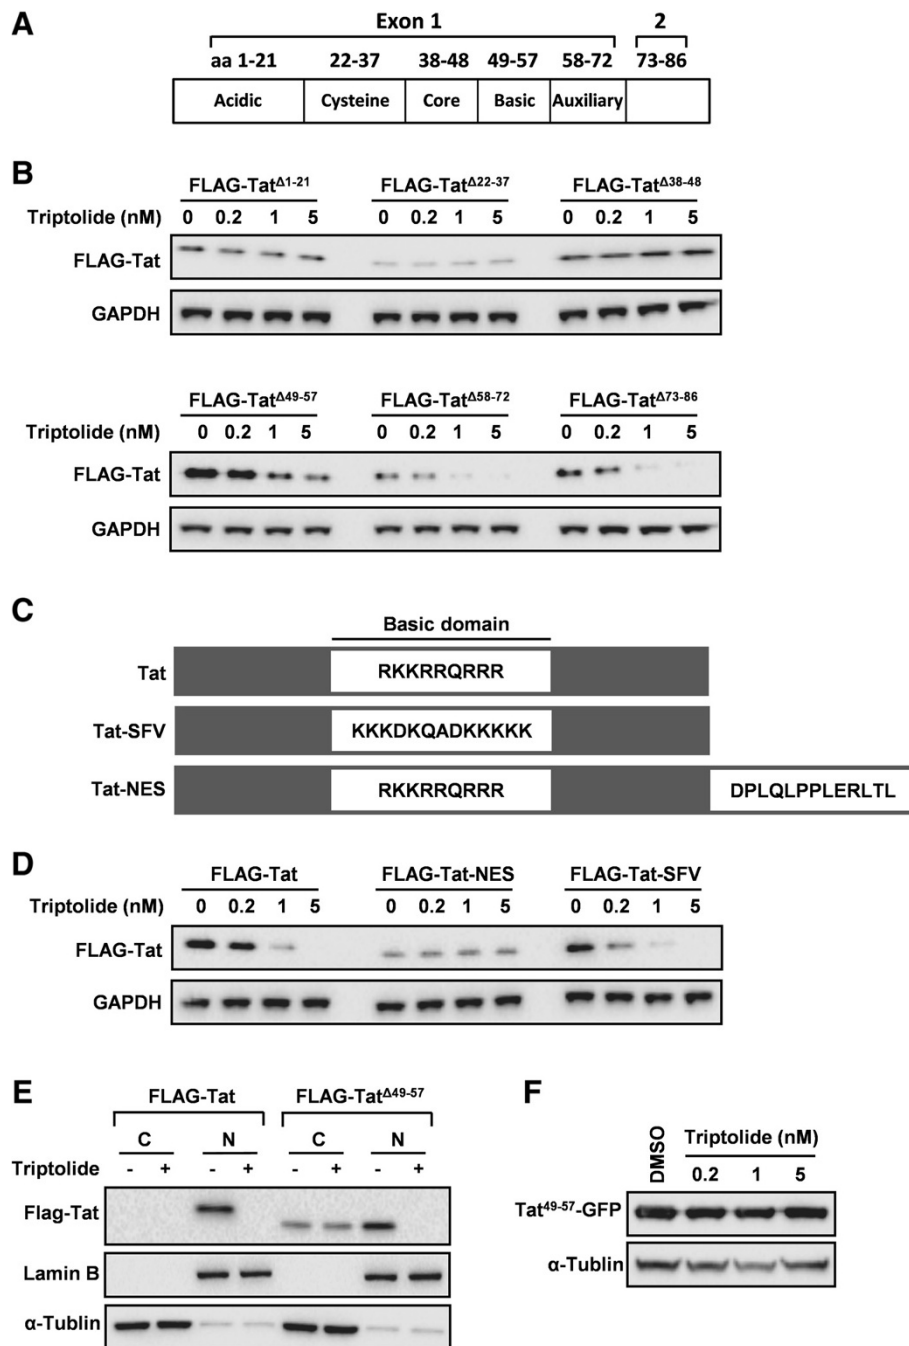 A
Exon 1 2
aa 1-21 22-37 38-48 49-57 58-72 73-86
Acidic Cysteine Core Basic Auxiliary
B
FLAG-TatΔ1-21 FLAG-TatΔ22-37 FLAG-TatΔ38-48
Triptolide (nM) 0 0.2 1 5 0 0.2 1 5 0 0.2 1 5
FLAG-Tat
GAPDH
FLAG-TatΔ49-57 FLAG-TatΔ58-72 FLAG-TatΔ73-86
Triptolide (nM) 0 0.2 1 5 0 0.2 1 5 0 0.2 1 5
FLAG-Tat
GAPDH
C
Basic domain
Tat RKKRRQRRR
Tat-SFV KKKDKQADKKKKK
Tat-NES RKKRRQRRR DPLQLPPLERLTL
D
FLAG-Tat FLAG-Tat-NES FLAG-Tat-SFV
Triptolide (nM) 0 0.2 1 5 0 0.2 1 5 0 0.2 1 5
FLAG-Tat
GAPDH
E
FLAG-Tat FLAG-TatΔ49-57
C N C N
Triptolide - + - + - + - +
Flag-Tat
Lamin B
α-Tublin
F
DMSO
Triptolide (nM)
0.2 1 5
Tat49-57-GFP
α-Tublin